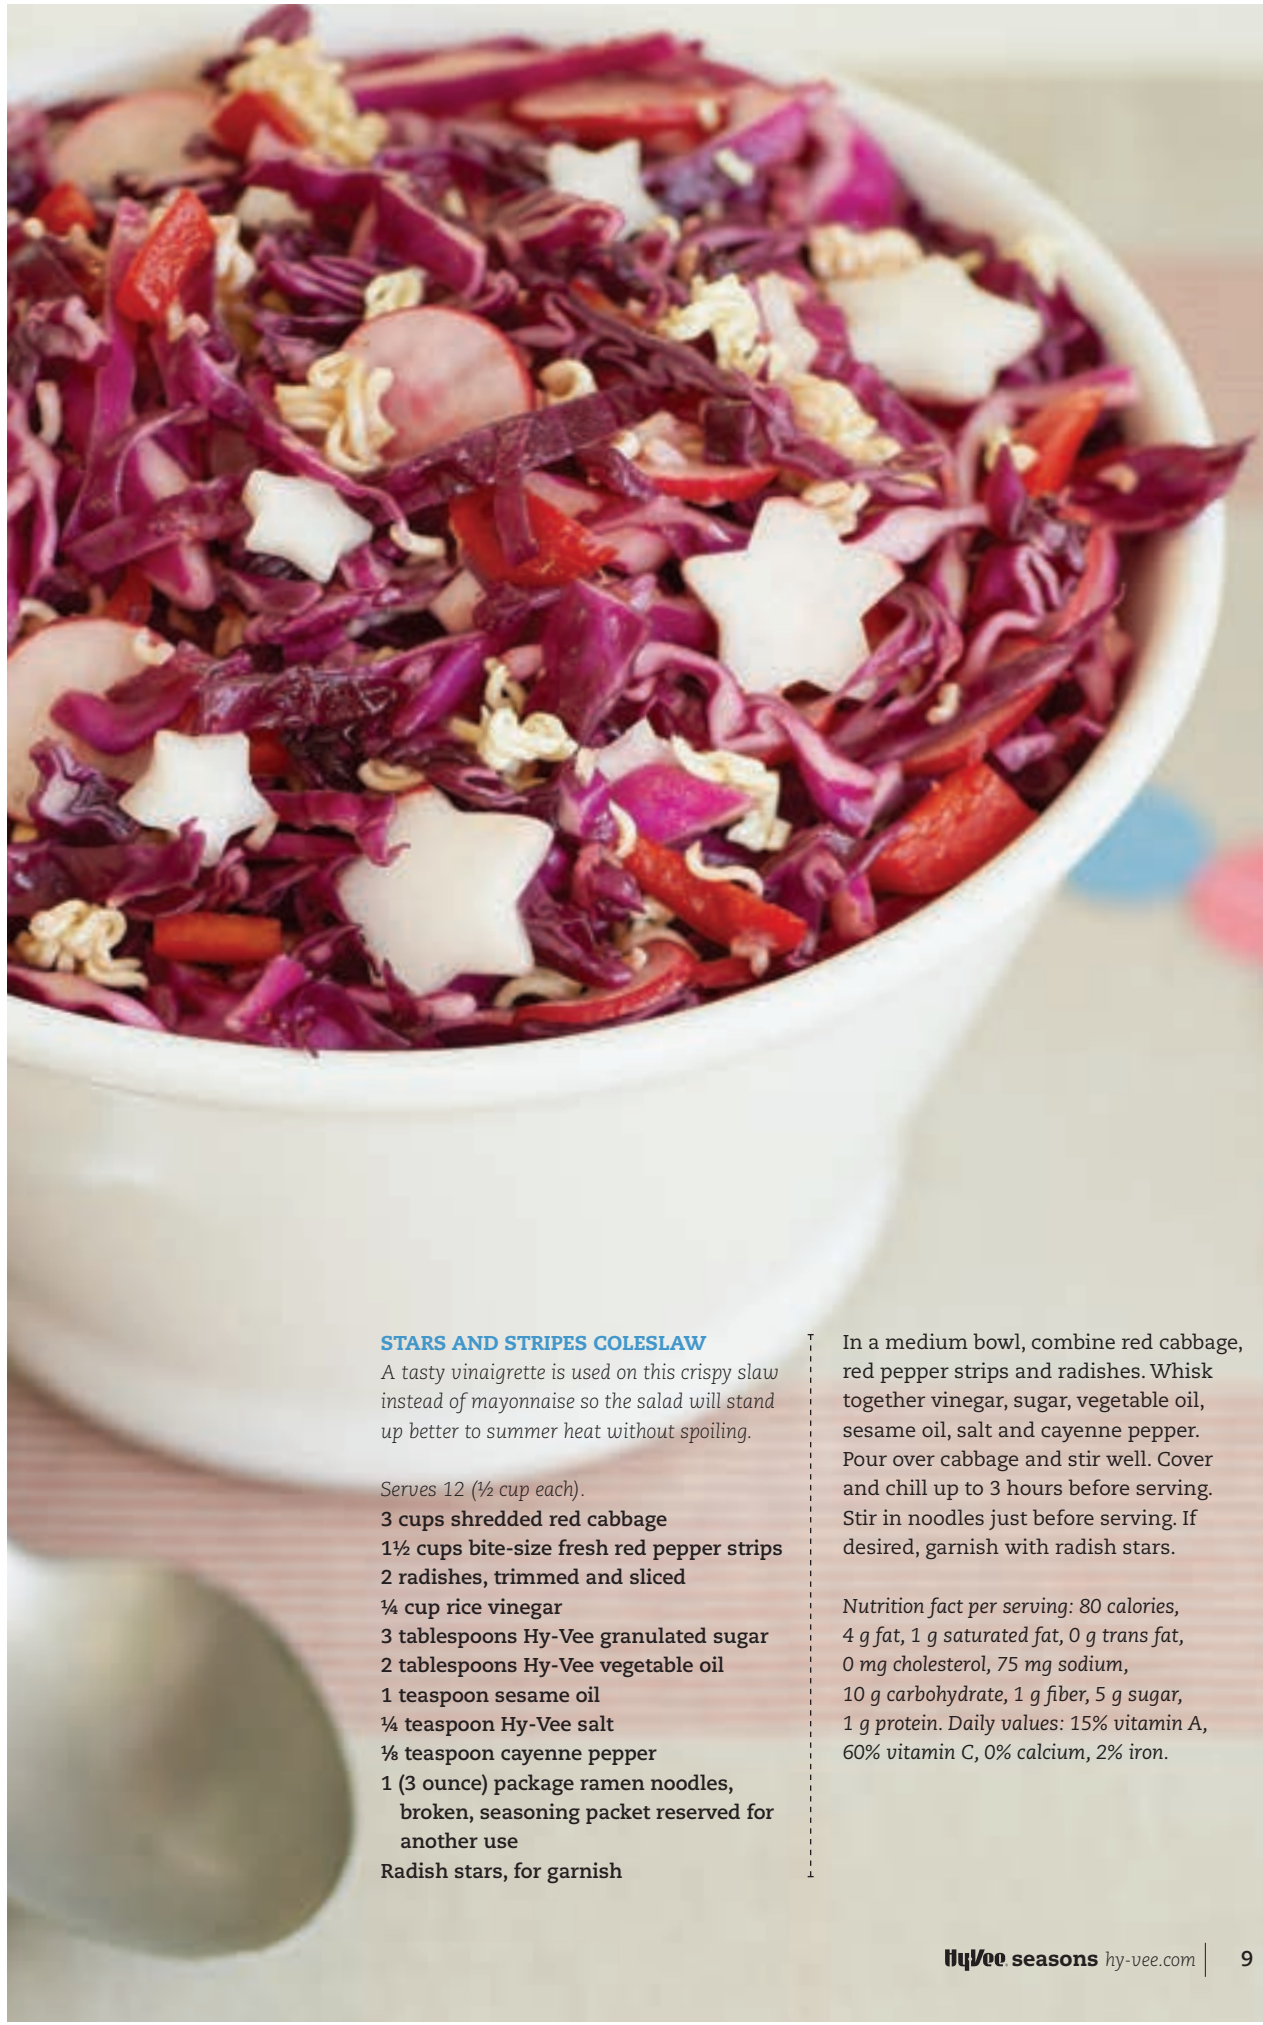 STARS AND STRIPES COLESLAW
A tasty vinaigrette is used on this crispy slaw
instead of mayonnaise so the salad will stand
up better to summer heat without spoiling.
Serves 12 (½ cup each).
3 cups shredded red cabbage
1½ cups bite-size fresh red pepper strips
2 radishes, trimmed and sliced
¼ cup rice vinegar
3 tablespoons Hy-Vee granulated sugar
2 tablespoons Hy-Vee vegetable oil
1 teaspoon sesame oil
¼ teaspoon Hy-Vee salt
⅛ teaspoon cayenne pepper
1 (3 ounce) package ramen noodles,
broken, seasoning packet reserved for
another use
Radish stars, for garnish
In a medium bowl, combine red cabbage,
red pepper strips and radishes. Whisk
together vinegar, sugar, vegetable oil,
sesame oil, salt and cayenne pepper.
Pour over cabbage and stir well. Cover
and chill up to 3 hours before serving.
Stir in noodles just before serving. If
desired, garnish with radish stars.
Nutrition fact per serving: 80 calories,
4 g fat, 1 g saturated fat, 0 g trans fat,
0 mg cholesterol, 75 mg sodium,
10 g carbohydrate, 1 g fiber, 5 g sugar,
1 g protein. Daily values: 15% vitamin A,
60% vitamin C, 0% calcium, 2% iron.
HyVee seasons hy-vee.com 9